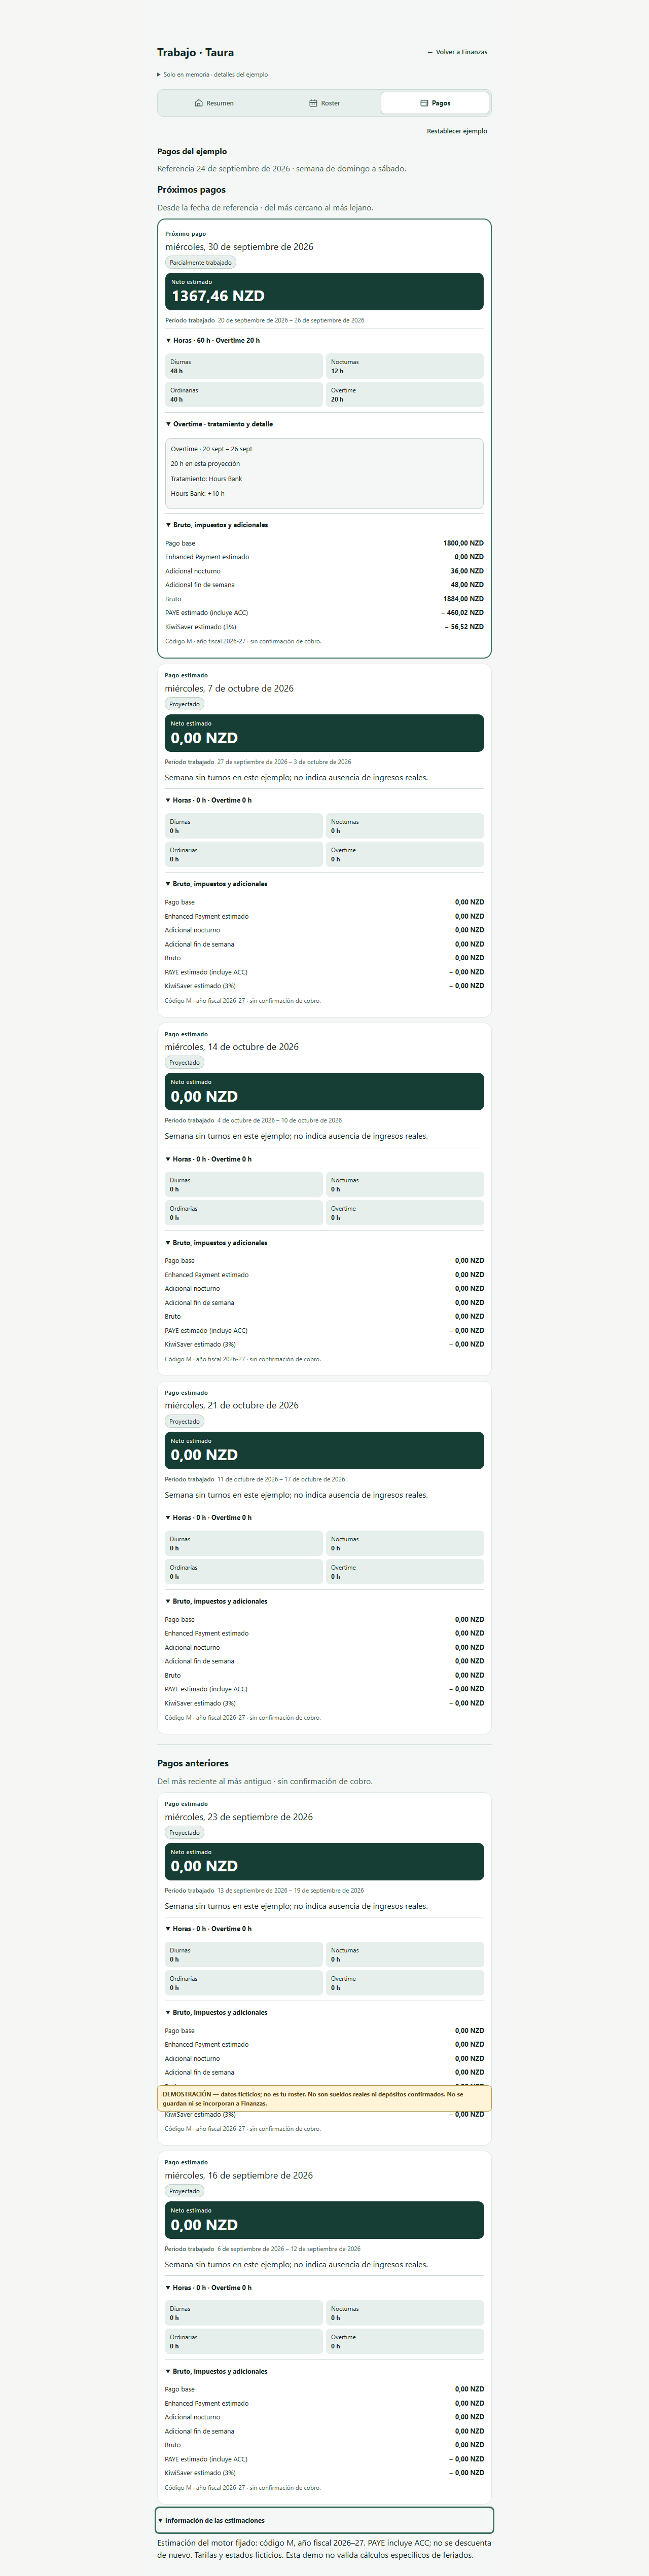 Trabajo · Taura
← Volver a Finanzas
▶ Solo en memoria · detalles del ejemplo
Resumen
Roster
Pagos
Restablecer ejemplo
Pagos del ejemplo
Referencia 24 de septiembre de 2026 · semana de domingo a sábado.
Próximos pagos
Desde la fecha de referencia · del más cercano al más lejano.
Próximo pago
miércoles, 30 de septiembre de 2026
Parcialmente trabajado
Neto estimado
1367,46 NZD
Periodo trabajado 20 de septiembre de 2026 – 26 de septiembre de 2026
▼ Horas · 60 h · Overtime 20 h
Diurnas
48 h
Nocturnas
12 h
Ordinarias
40 h
Overtime
20 h
▼ Overtime · tratamiento y detalle
Overtime · 20 sept – 26 sept
20 h en esta proyección
Tratamiento: Hours Bank
Hours Bank: +10 h
▼ Bruto, impuestos y adicionales
Pago base 1800,00 NZD
Enhanced Payment estimado 0,00 NZD
Adicional nocturno 36,00 NZD
Adicional fin de semana 48,00 NZD
Bruto 1884,00 NZD
PAYE estimado (incluye ACC) − 460,02 NZD
KiwiSaver estimado (3%) − 56,52 NZD
Código M · año fiscal 2026-27 · sin confirmación de cobro.
Pago estimado
miércoles, 7 de octubre de 2026
Proyectado
Neto estimado
0,00 NZD
Periodo trabajado 27 de septiembre de 2026 – 3 de octubre de 2026
Semana sin turnos en este ejemplo; no indica ausencia de ingresos reales.
▼ Horas · 0 h · Overtime 0 h
Diurnas
0 h
Nocturnas
0 h
Ordinarias
0 h
Overtime
0 h
▼ Bruto, impuestos y adicionales
Pago base 0,00 NZD
Enhanced Payment estimado 0,00 NZD
Adicional nocturno 0,00 NZD
Adicional fin de semana 0,00 NZD
Bruto 0,00 NZD
PAYE estimado (incluye ACC) − 0,00 NZD
KiwiSaver estimado (3%) − 0,00 NZD
Código M · año fiscal 2026-27 · sin confirmación de cobro.
Pago estimado
miércoles, 14 de octubre de 2026
Proyectado
Neto estimado
0,00 NZD
Periodo trabajado 4 de octubre de 2026 – 10 de octubre de 2026
Semana sin turnos en este ejemplo; no indica ausencia de ingresos reales.
▼ Horas · 0 h · Overtime 0 h
Diurnas
0 h
Nocturnas
0 h
Ordinarias
0 h
Overtime
0 h
▼ Bruto, impuestos y adicionales
Pago base 0,00 NZD
Enhanced Payment estimado 0,00 NZD
Adicional nocturno 0,00 NZD
Adicional fin de semana 0,00 NZD
Bruto 0,00 NZD
PAYE estimado (incluye ACC) − 0,00 NZD
KiwiSaver estimado (3%) − 0,00 NZD
Código M · año fiscal 2026-27 · sin confirmación de cobro.
Pago estimado
miércoles, 21 de octubre de 2026
Proyectado
Neto estimado
0,00 NZD
Periodo trabajado 11 de octubre de 2026 – 17 de octubre de 2026
Semana sin turnos en este ejemplo; no indica ausencia de ingresos reales.
▼ Horas · 0 h · Overtime 0 h
Diurnas
0 h
Nocturnas
0 h
Ordinarias
0 h
Overtime
0 h
▼ Bruto, impuestos y adicionales
Pago base 0,00 NZD
Enhanced Payment estimado 0,00 NZD
Adicional nocturno 0,00 NZD
Adicional fin de semana 0,00 NZD
Bruto 0,00 NZD
PAYE estimado (incluye ACC) − 0,00 NZD
KiwiSaver estimado (3%) − 0,00 NZD
Código M · año fiscal 2026-27 · sin confirmación de cobro.
Pagos anteriores
Del más reciente al más antiguo · sin confirmación de cobro.
Pago estimado
miércoles, 23 de septiembre de 2026
Proyectado
Neto estimado
0,00 NZD
Periodo trabajado 13 de septiembre de 2026 – 19 de septiembre de 2026
Semana sin turnos en este ejemplo; no indica ausencia de ingresos reales.
▼ Horas · 0 h · Overtime 0 h
Diurnas
0 h
Nocturnas
0 h
Ordinarias
0 h
Overtime
0 h
▼ Bruto, impuestos y adicionales
Pago base 0,00 NZD
Enhanced Payment estimado 0,00 NZD
Adicional nocturno 0,00 NZD
Adicional fin de semana 0,00 NZD
DEMOSTRACIÓN — datos ficticios; no es tu roster. No son sueldos reales ni depósitos confirmados. No se
guardan ni se incorporan a Finanzas.
KiwiSaver estimado (3%) − 0,00 NZD
Código M · año fiscal 2026-27 · sin confirmación de cobro.
Pago estimado
miércoles, 16 de septiembre de 2026
Proyectado
Neto estimado
0,00 NZD
Periodo trabajado 6 de septiembre de 2026 – 12 de septiembre de 2026
Semana sin turnos en este ejemplo; no indica ausencia de ingresos reales.
▼ Horas · 0 h · Overtime 0 h
Diurnas
0 h
Nocturnas
0 h
Ordinarias
0 h
Overtime
0 h
▼ Bruto, impuestos y adicionales
Pago base 0,00 NZD
Enhanced Payment estimado 0,00 NZD
Adicional nocturno 0,00 NZD
Adicional fin de semana 0,00 NZD
Bruto 0,00 NZD
PAYE estimado (incluye ACC) − 0,00 NZD
KiwiSaver estimado (3%) − 0,00 NZD
Código M · año fiscal 2026-27 · sin confirmación de cobro.
▼ Información de las estimaciones
Estimación del motor fijado: código M, año fiscal 2026–27. PAYE incluye ACC; no se descuenta
de nuevo. Tarifas y estados ficticios. Esta demo no valida cálculos específicos de feriados.